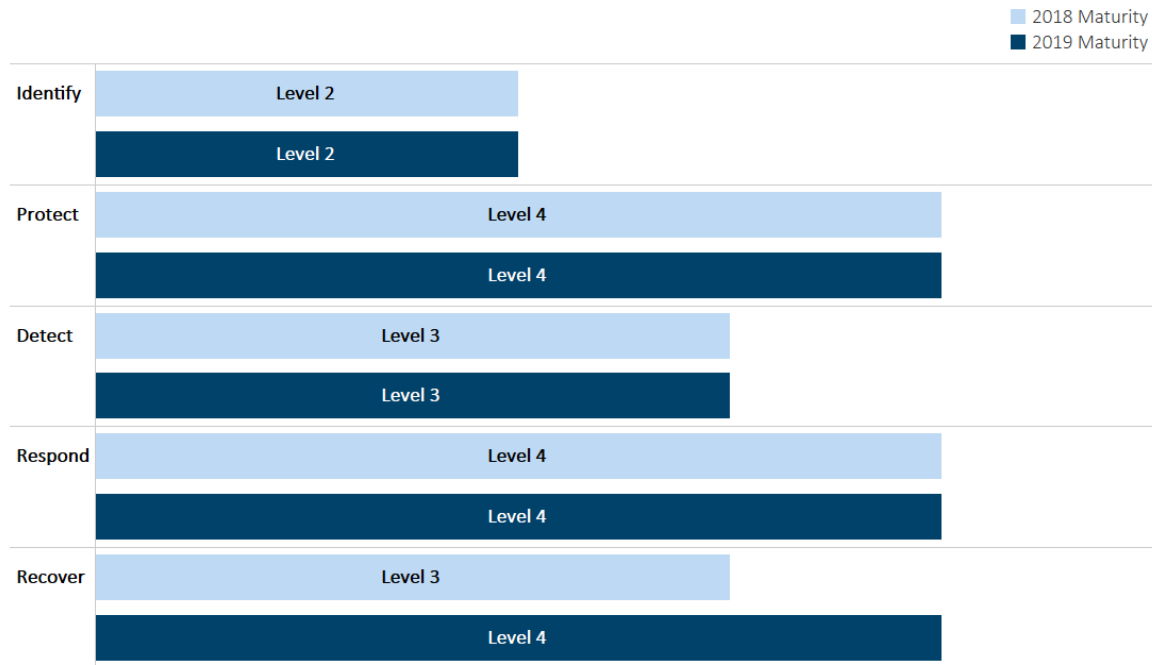 2018 Maturity
2019 Maturity
Identify
Level 2
Level 2
Protect
Level 4
Level 4
Detect
Level 3
Level 3
Respond
Level 4
Level 4
Recover
Level 3
Level 4